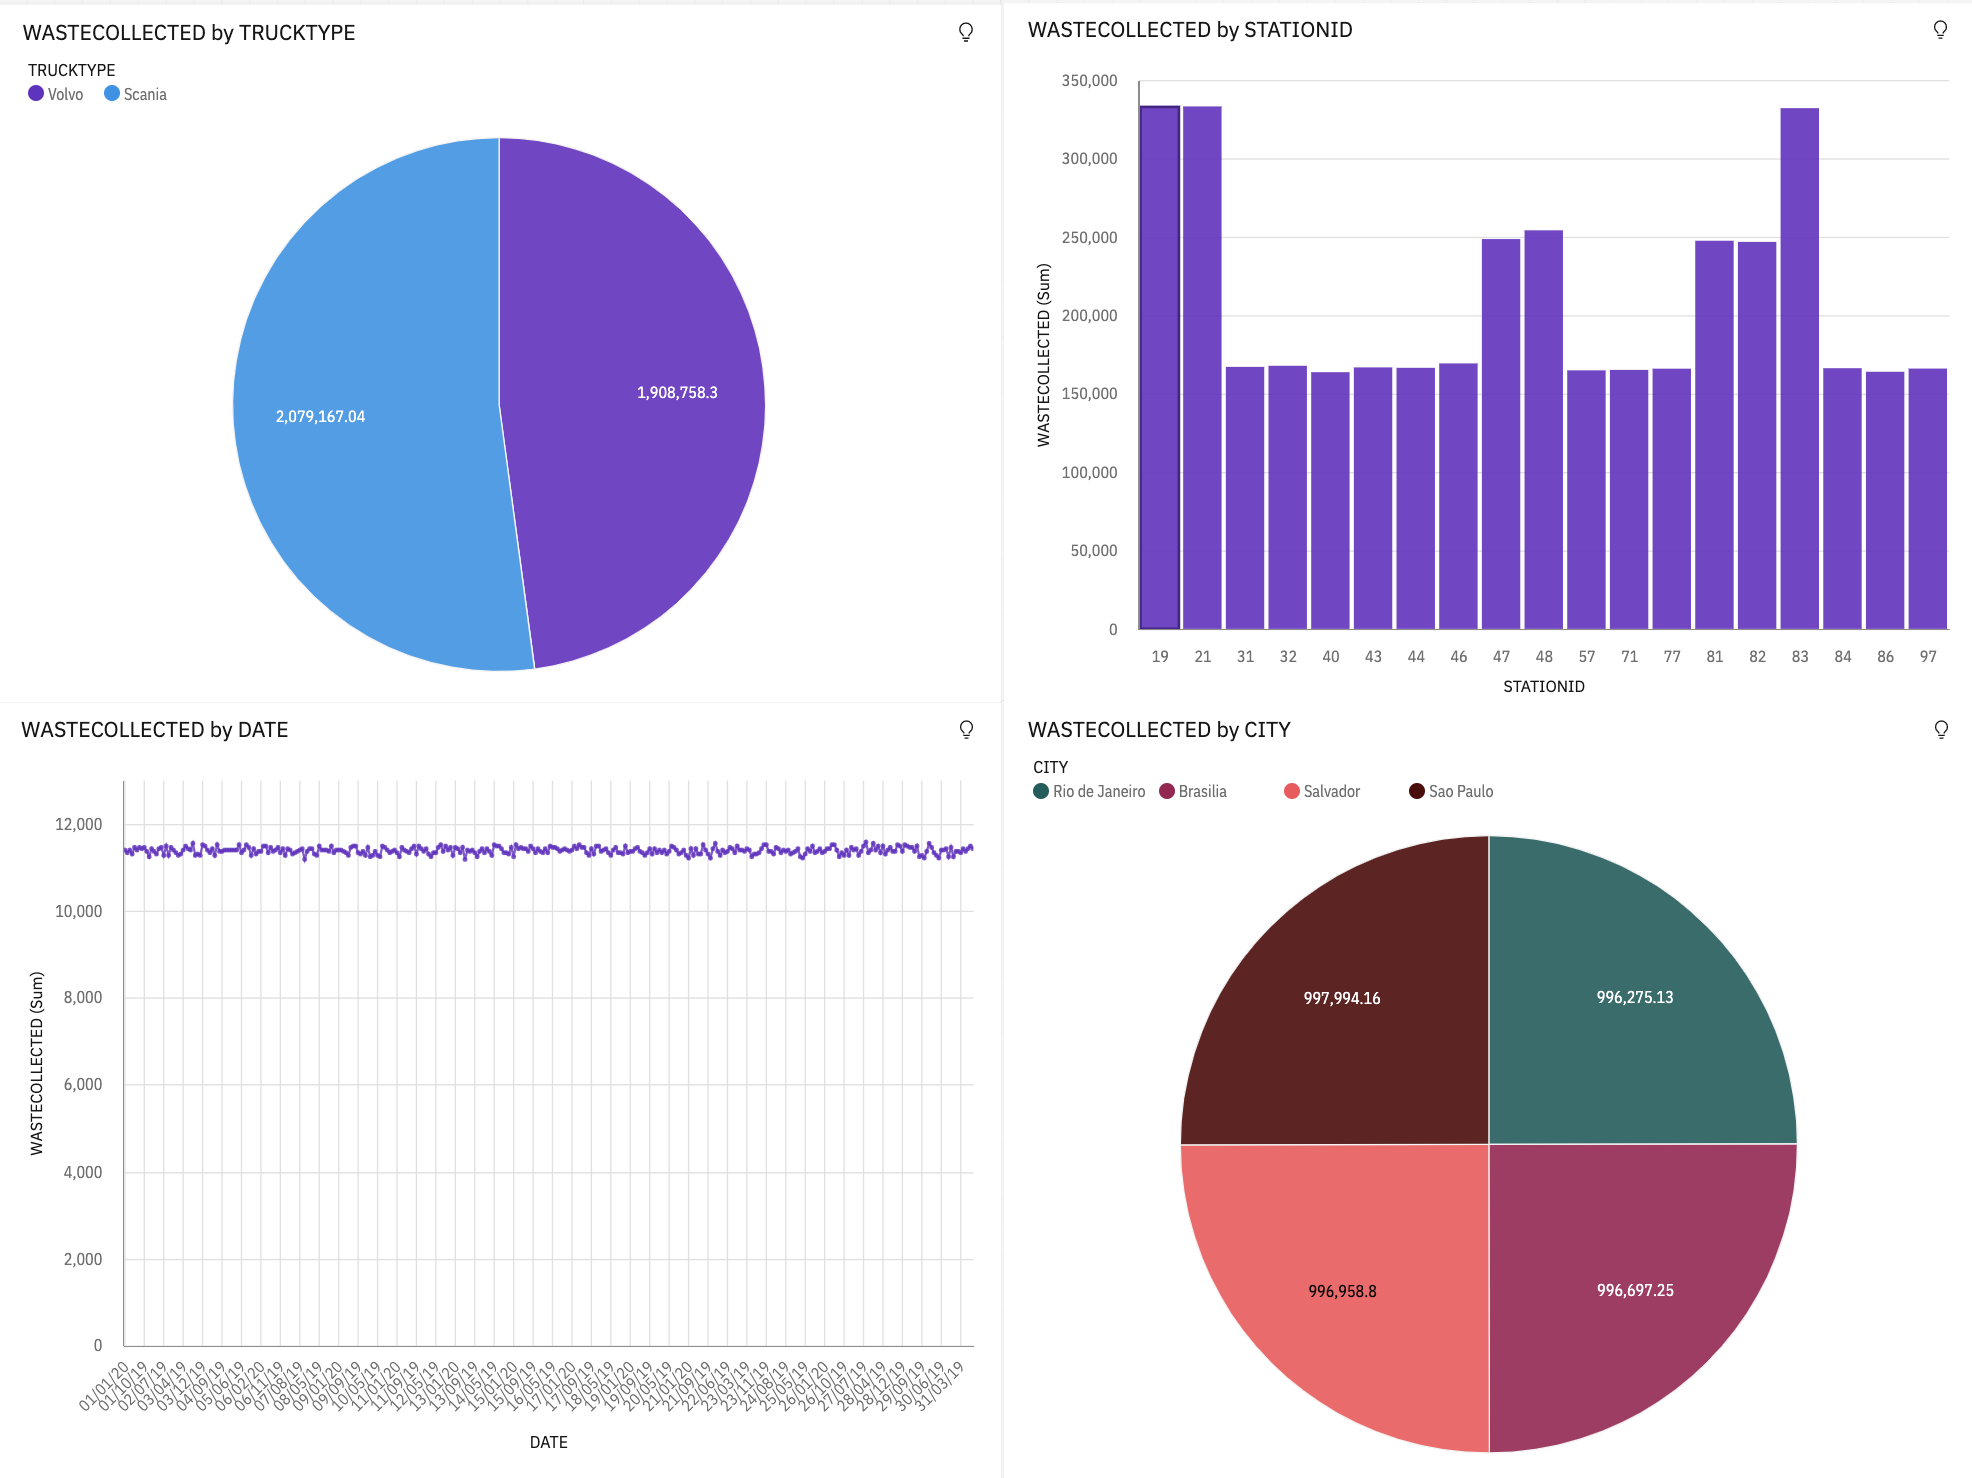 WASTECOLLECTED by TRUCKTYPE
TRUCKTYPE
Volvo Scania
2,079,167.04
1,908,758.3
WASTECOLLECTED by STATIONID
WASTECOLLECTED (Sum)
350,000
300,000
250,000
200,000
150,000
100,000
50,000
0
19 21 31 32 40 43 44 46 47 48 57 71 77 81 82 83 84 86 97
STATIONID
WASTECOLLECTED by DATE
WASTECOLLECTED (Sum)
12,000
10,000
8,000
6,000
4,000
2,000
0
01/01/20 01/10/19 02/07/19 03/04/19 03/12/19 04/09/19 05/06/19 06/02/20 06/11/19 07/08/19 08/05/19 09/01/20 09/09/19 10/05/19 11/01/20 11/09/19 12/05/19 13/01/20 13/09/19 14/05/19 15/01/20 15/09/19 16/05/19 17/01/20 17/09/19 18/05/19 19/01/20 19/09/19 20/05/19 21/01/20 21/09/19 22/06/19 23/03/19 23/11/19 24/08/19 25/05/19 26/01/20 26/10/19 27/07/19 28/04/19 28/12/19 29/09/19 30/06/19 31/03/19
DATE
WASTECOLLECTED by CITY
CITY
Rio de Janeiro Brasilia Salvador Sao Paulo
997,994.16
996,275.13
996,958.8
996,697.25